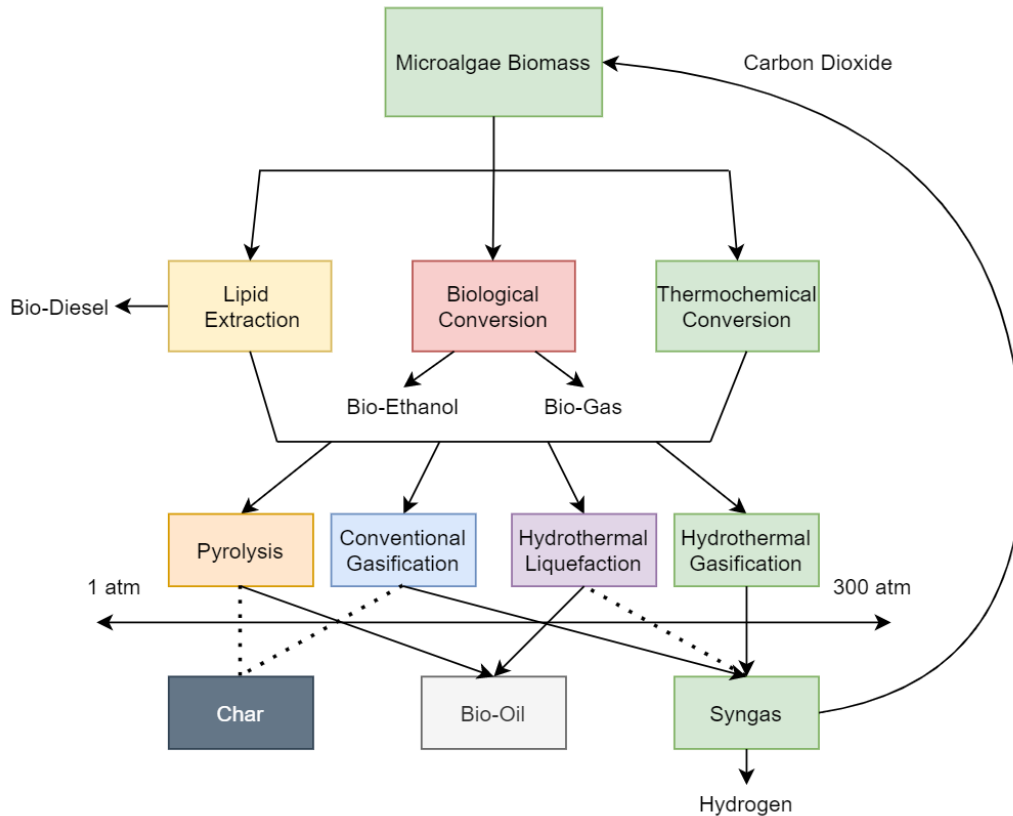 Microalgae Biomass
Carbon Dioxide
Lipid
Extraction
Biological
Conversion
Thermochemical
Conversion
Bio-Diesel
Bio-Ethanol
Bio-Gas
Pyrolysis
Conventional
Gasification
Hydrothermal
Liquefaction
Hydrothermal
Gasification
1 atm
300 atm
Char
Bio-Oil
Syngas
Hydrogen